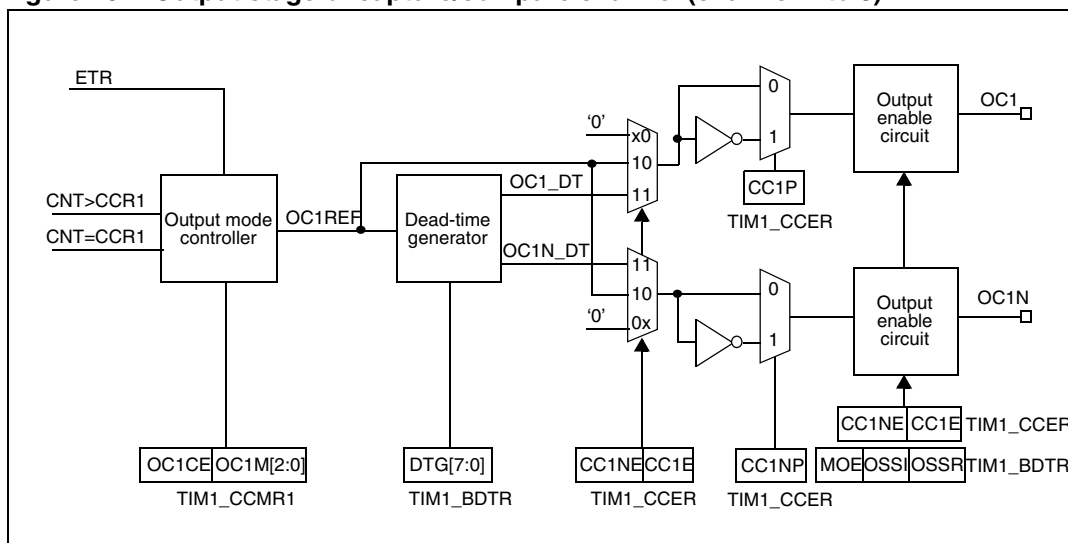 ETR
CNT>CCR1
CNT=CCR1
Output mode
controller
OC1REF
Dead-time
generator
OC1_DT
OC1N_DT
‘0’
x0
10
11
11
10
0x
‘0’
0
1
CC1P
TIM1_CCER
0
1
Output
enable
circuit
OC1
Output
enable
circuit
OC1N
CC1NE CC1E TIM1_CCER
OC1CE OC1M[2:0]
TIM1_CCMR1
DTG[7:0]
TIM1_BDTR
CC1NE CC1E
TIM1_CCER
CC1NP
TIM1_CCER
MOE OSSI OSSR TIM1_BDTR